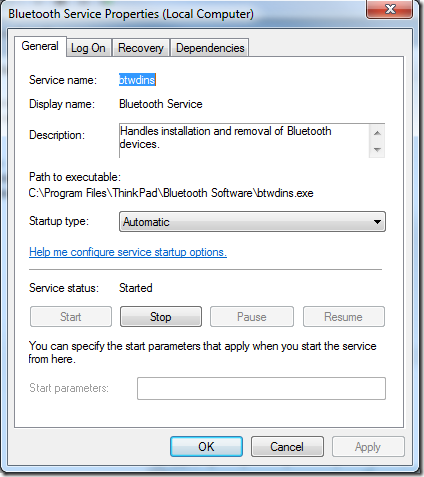 Bluetooth Service Properties (Local Computer)
General Log On Recovery Dependencies
Service name: btwdins
Display name: Bluetooth Service
Description: Handles installation and removal of Bluetooth
devices.
Path to executable:
C:\Program Files\ThinkPad\Bluetooth Software\btwdins.exe
Startup type: Automatic
Help me configure service startup options.
Service status: Started
Start Stop Pause Resume
You can specify the start parameters that apply when you start the service
from here.
Start parameters:
OK Cancel Apply